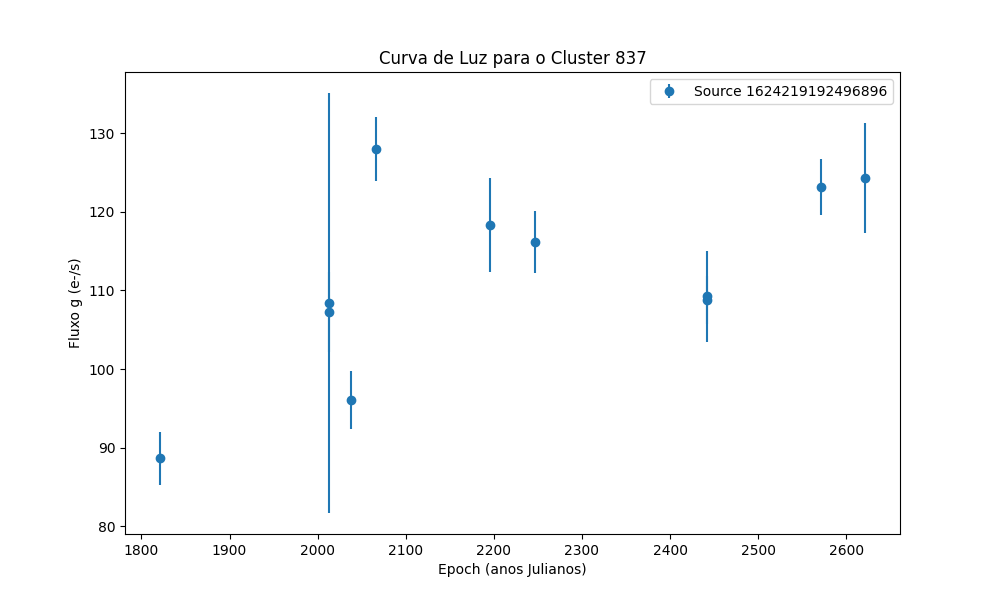 Curva de Luz para o Cluster 837
Source 1624219192496896
Fluxo g (e-/s)
130
120
110
100
90
80
1800 1900 2000 2100 2200 2300 2400 2500 2600
Epoch (anos Julianos)